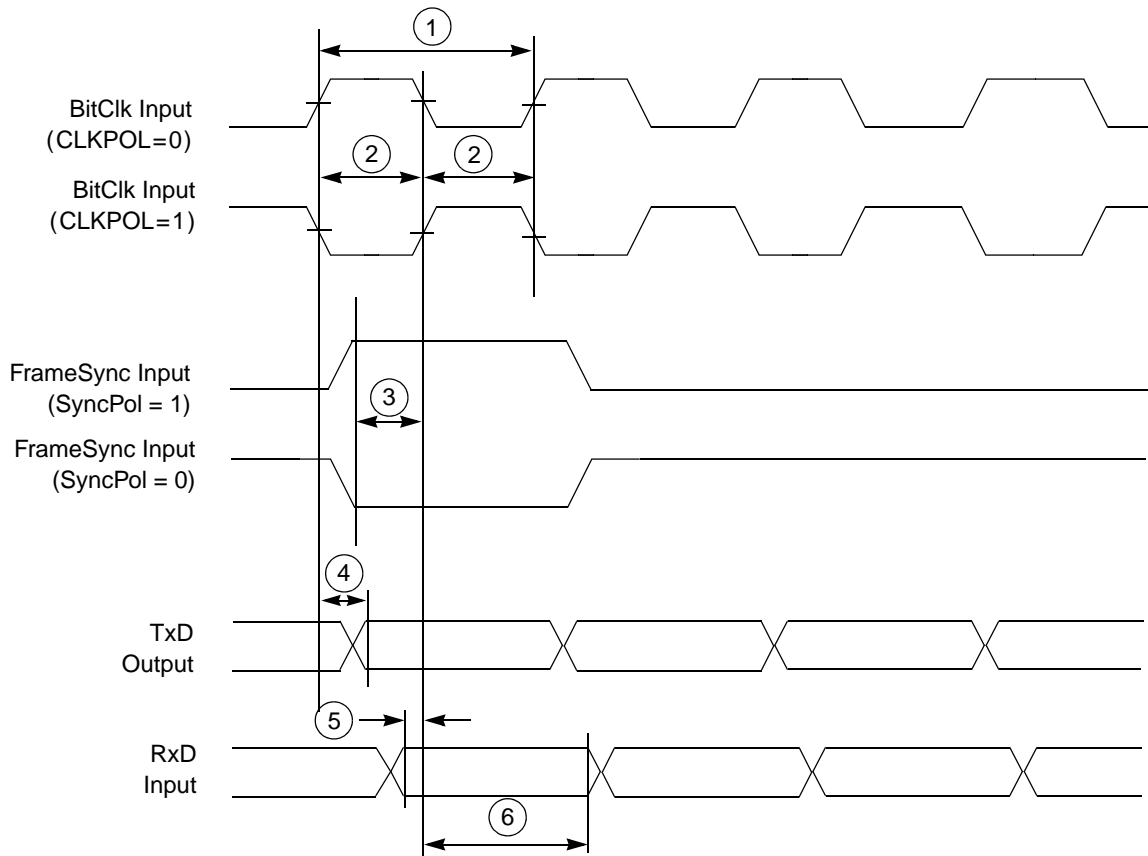 1
BitClk Input
(CLKPOL=0)
2
2
BitClk Input
(CLKPOL=1)
FrameSync Input
(SyncPol = 1)
3
FrameSync Input
(SyncPol = 0)
4
TxD
Output
5
RxD
Input
6